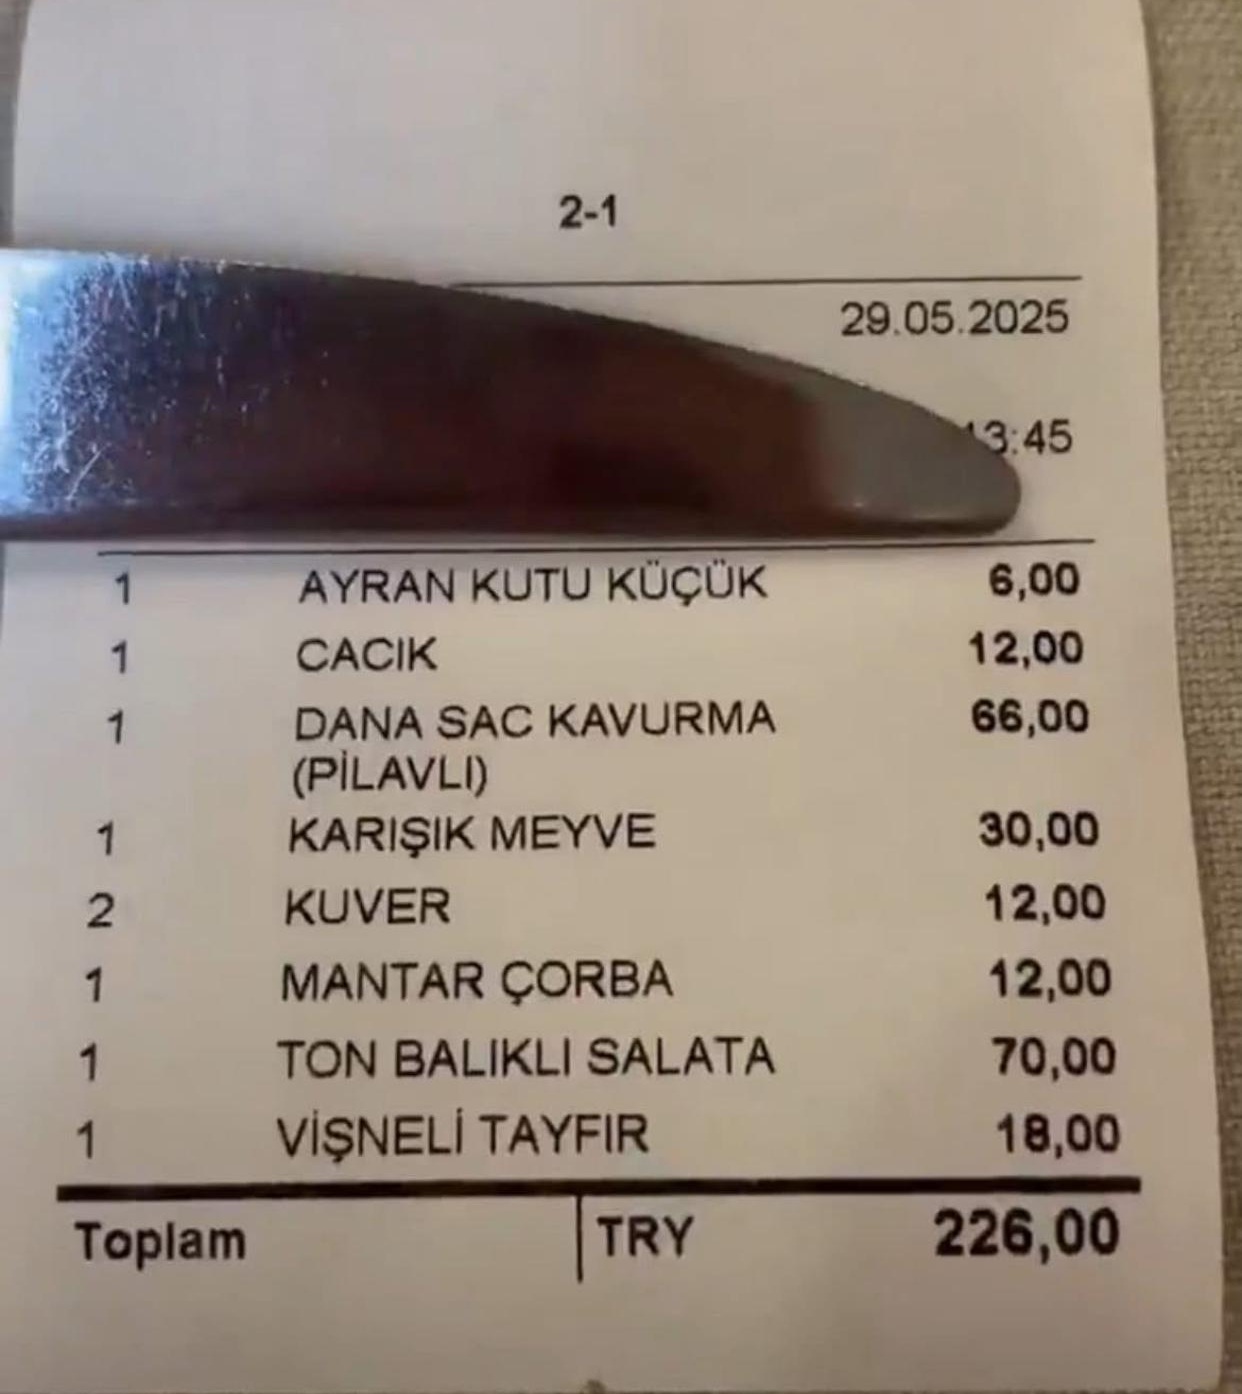 2-1
29.05.2025
13:45
1 AYRAN KUTU KÜÇÜK 6,00
1 CACIK 12,00
1 DANA SAC KAVURMA 66,00
(PİLAVLI)
1 KARIŞIK MEYVE 30,00
2 KUVER 12,00
1 MANTAR ÇORBA 12,00
1 TON BALIKLI SALATA 70,00
1 VİŞNELİ TAYFIR 18,00
Toplam TRY 226,00